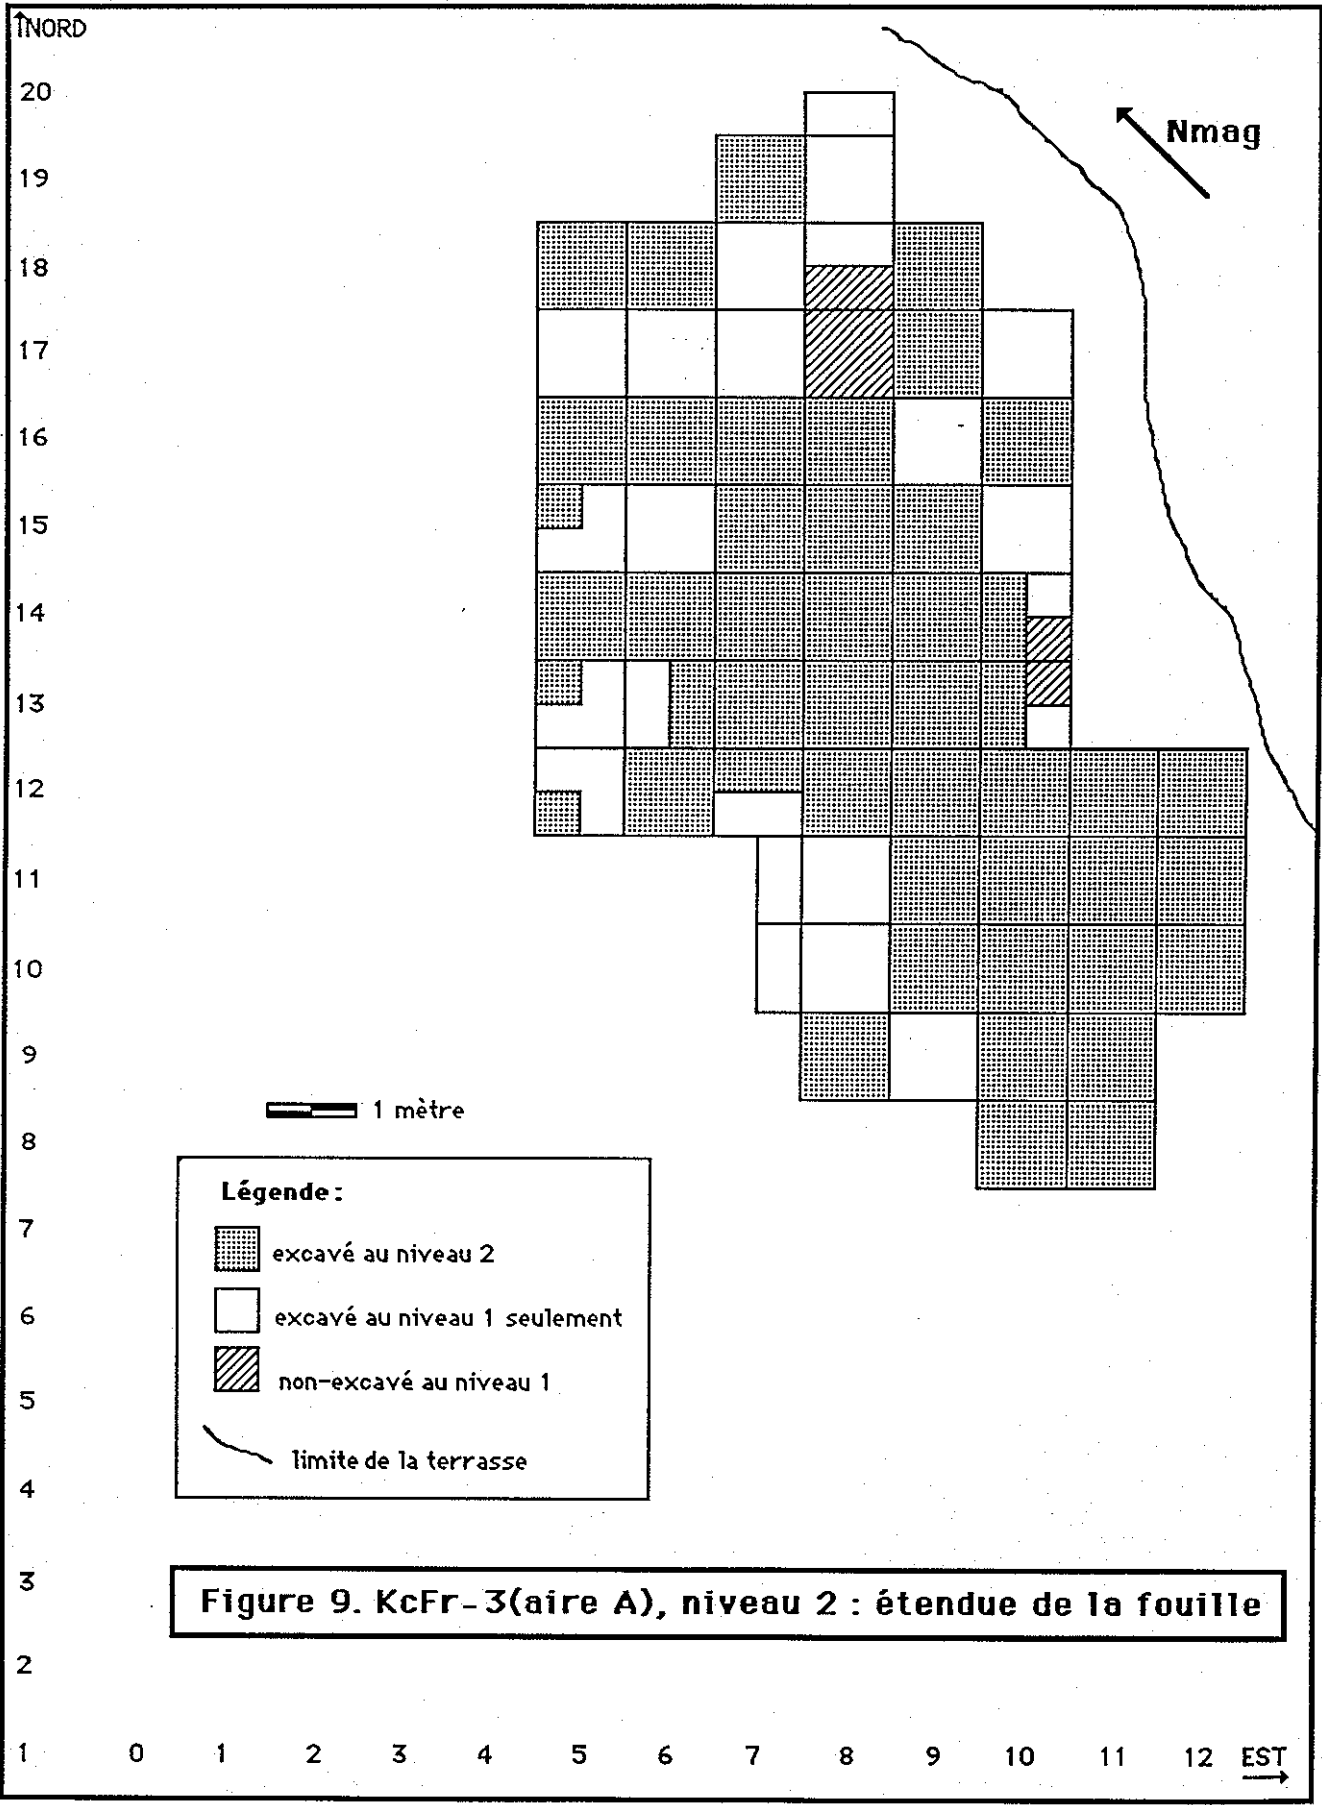 ↑NORD
20
Nmag
19
18
17
16
15
14
13
12
11
10
9
1 mètre
8
Légende:
7
excavé au niveau 2
6
excavé au niveau 1 seulement
non-excavé au niveau 1
5
limite de la terrasse
4
3
Figure 9. KcFr-3(aire A), niveau 2 : étendue de la fouille
2
1 0 1 2 3 4 5 6 7 8 9 10 11 12 EST →